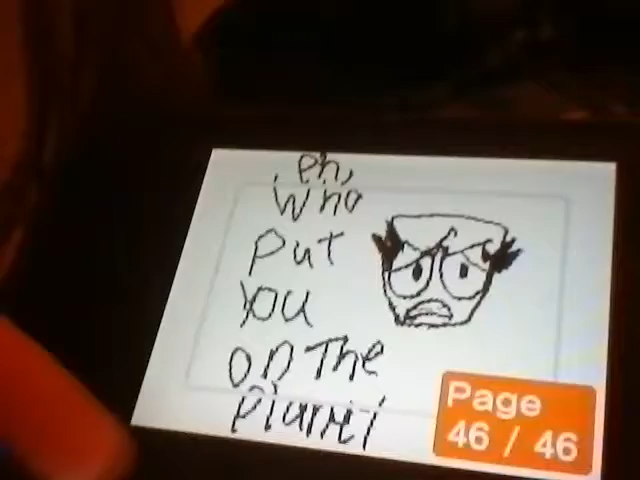 eh,
who
put
you
on the
planet
Page
46 / 46